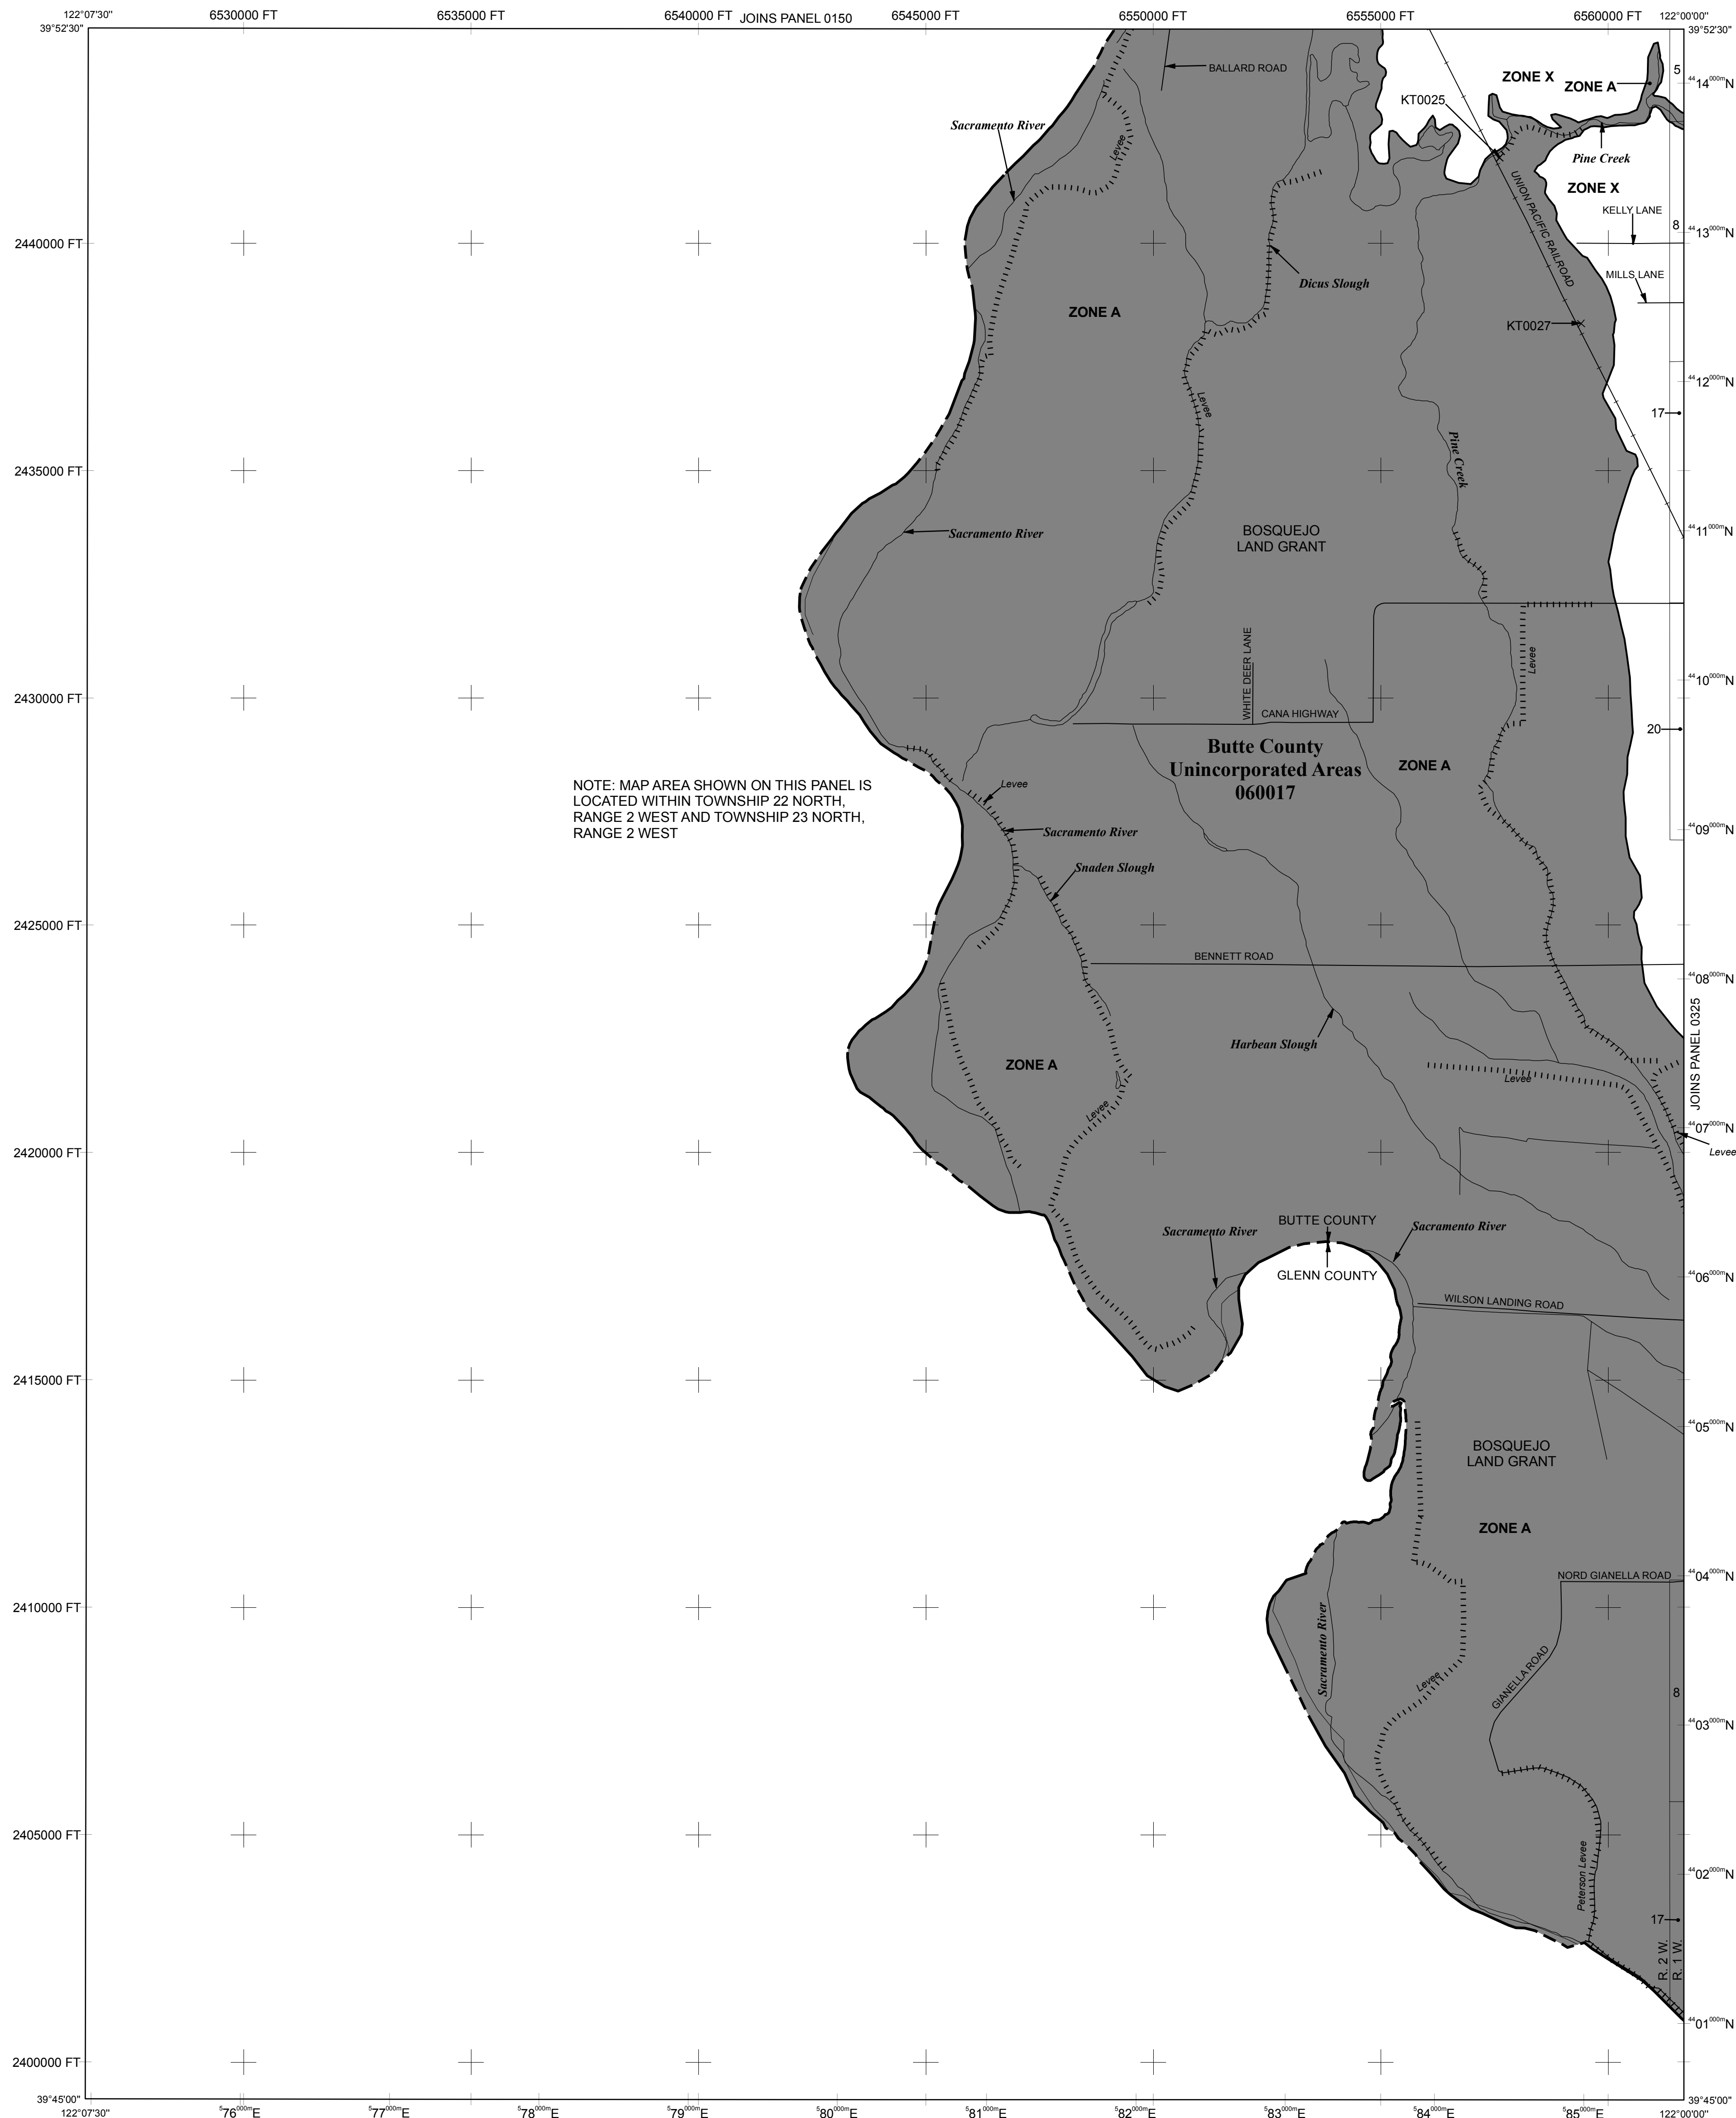 122°07'30"
6530000 FT
6535000 FT
6540000 FT
JOINS PANEL 0150
6545000 FT
6550000 FT
6555000 FT
6560000 FT
122°00'00"
39°52'30"
39°52'30"
BALLARD ROAD
ZONE X
ZONE A
5
4414000mN
KT0025
Sacramento River
Levee
Pine Creek
UNION PACIFIC RAILROAD
ZONE X
KELLY LANE
8
4413000mN
2440000 FT
MILLS LANE
Dicus Slough
ZONE A
KT0027
4412000mN
Levee
17
Pine Creek
2435000 FT
Sacramento River
BOSQUEJO
LAND GRANT
4411000mN
WHITE DEER LANE
Levee
4410000mN
2430000 FT
CANA HIGHWAY
20
Butte County
Unincorporated Areas
060017
ZONE A
NOTE: MAP AREA SHOWN ON THIS PANEL IS
LOCATED WITHIN TOWNSHIP 22 NORTH,
RANGE 2 WEST AND TOWNSHIP 23 NORTH,
RANGE 2 WEST
Levee
Sacramento River
4409000mN
Snaden Slough
2425000 FT
BENNETT ROAD
4408000mN
JOINS PANEL 0325
Harbean Slough
ZONE A
Levee
Levee
4407000mN
Levee
2420000 FT
Sacramento River
BUTTE COUNTY
Sacramento River
GLENN COUNTY
4406000mN
WILSON LANDING ROAD
2415000 FT
4405000mN
BOSQUEJO
LAND GRANT
ZONE A
NORD GIANELLA ROAD
4404000mN
2410000 FT
Sacramento River
GIANELLA ROAD
Levee
8
4403000mN
2405000 FT
Peterson Levee
4402000mN
17
R. 2 W.
R. 1 W.
4401000mN
2400000 FT
39°45'00"
39°45'00"
122°07'30"
576000mE
577000mE
578000mE
579000mE
580000mE
581000mE
582000mE
583000mE
584000mE
585000mE
122°00'00"